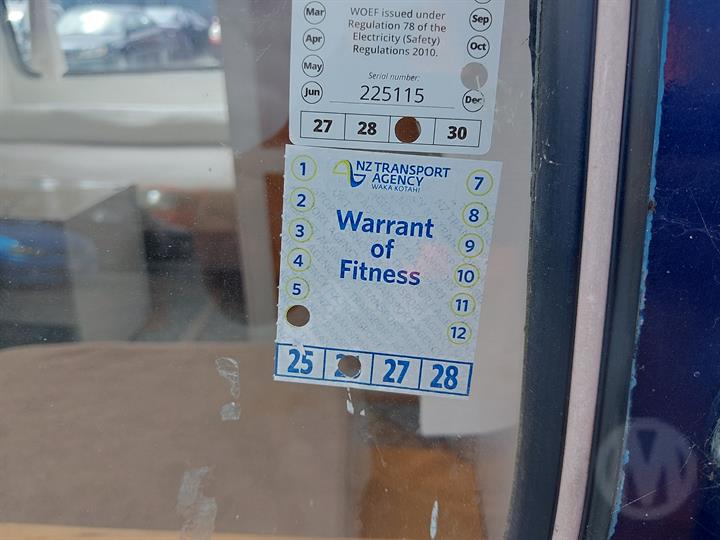 Mar
Apr
May
Jun
WOEF issued under
Regulation 78 of the
Electricity (Safety)
Regulations 2010.
Serial number:
225115
Sep
Oct
Dec
27 28 30
NZ TRANSPORT
AGENCY
WAKA KOTAHI
1
2
3
4
5
Warrant
of
Fitness
7
8
9
10
11
12
25 27 28
M